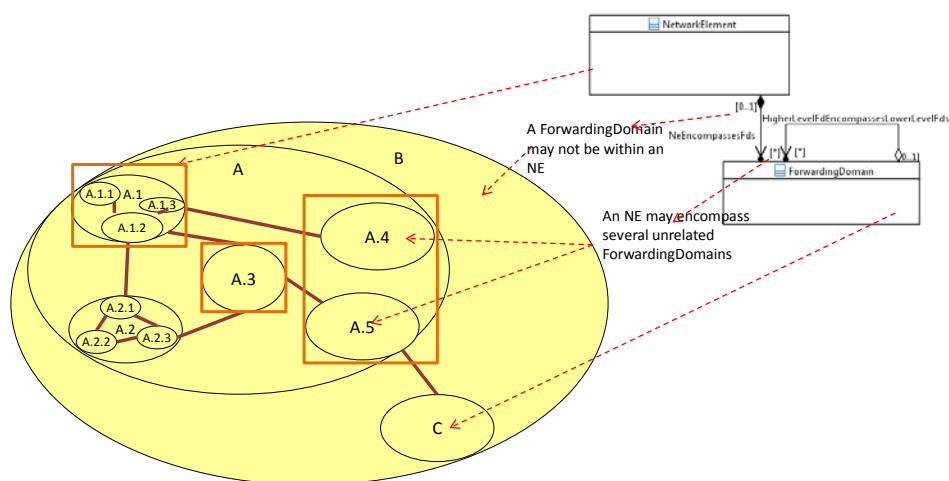 NetworkElement
[0..1]
HigherLevelFdEncompassesLowerLevelFds
NeEncompassesFds
[*]
[*]
0..1]
ForwardingDomain
A ForwardingDomain
may not be within an
NE
An NE may encompass
several unrelated
ForwardingDomains
B
A
A.1.1
A.1
A.1.3
A.1.2
A.4
A.3
A.2.1
A.2
A.2.2
A.2.3
A.5
C